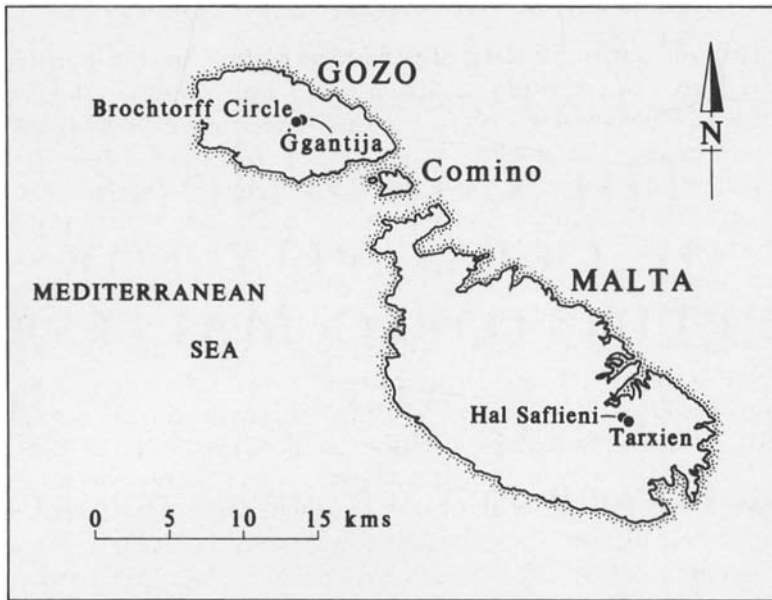 GOZO
Brochtorff Circle
Ġgantija
Comino
N
MEDITERRANEAN
SEA
MALTA
Hal Saflieni
Tarxien
0 5 10 15 kms